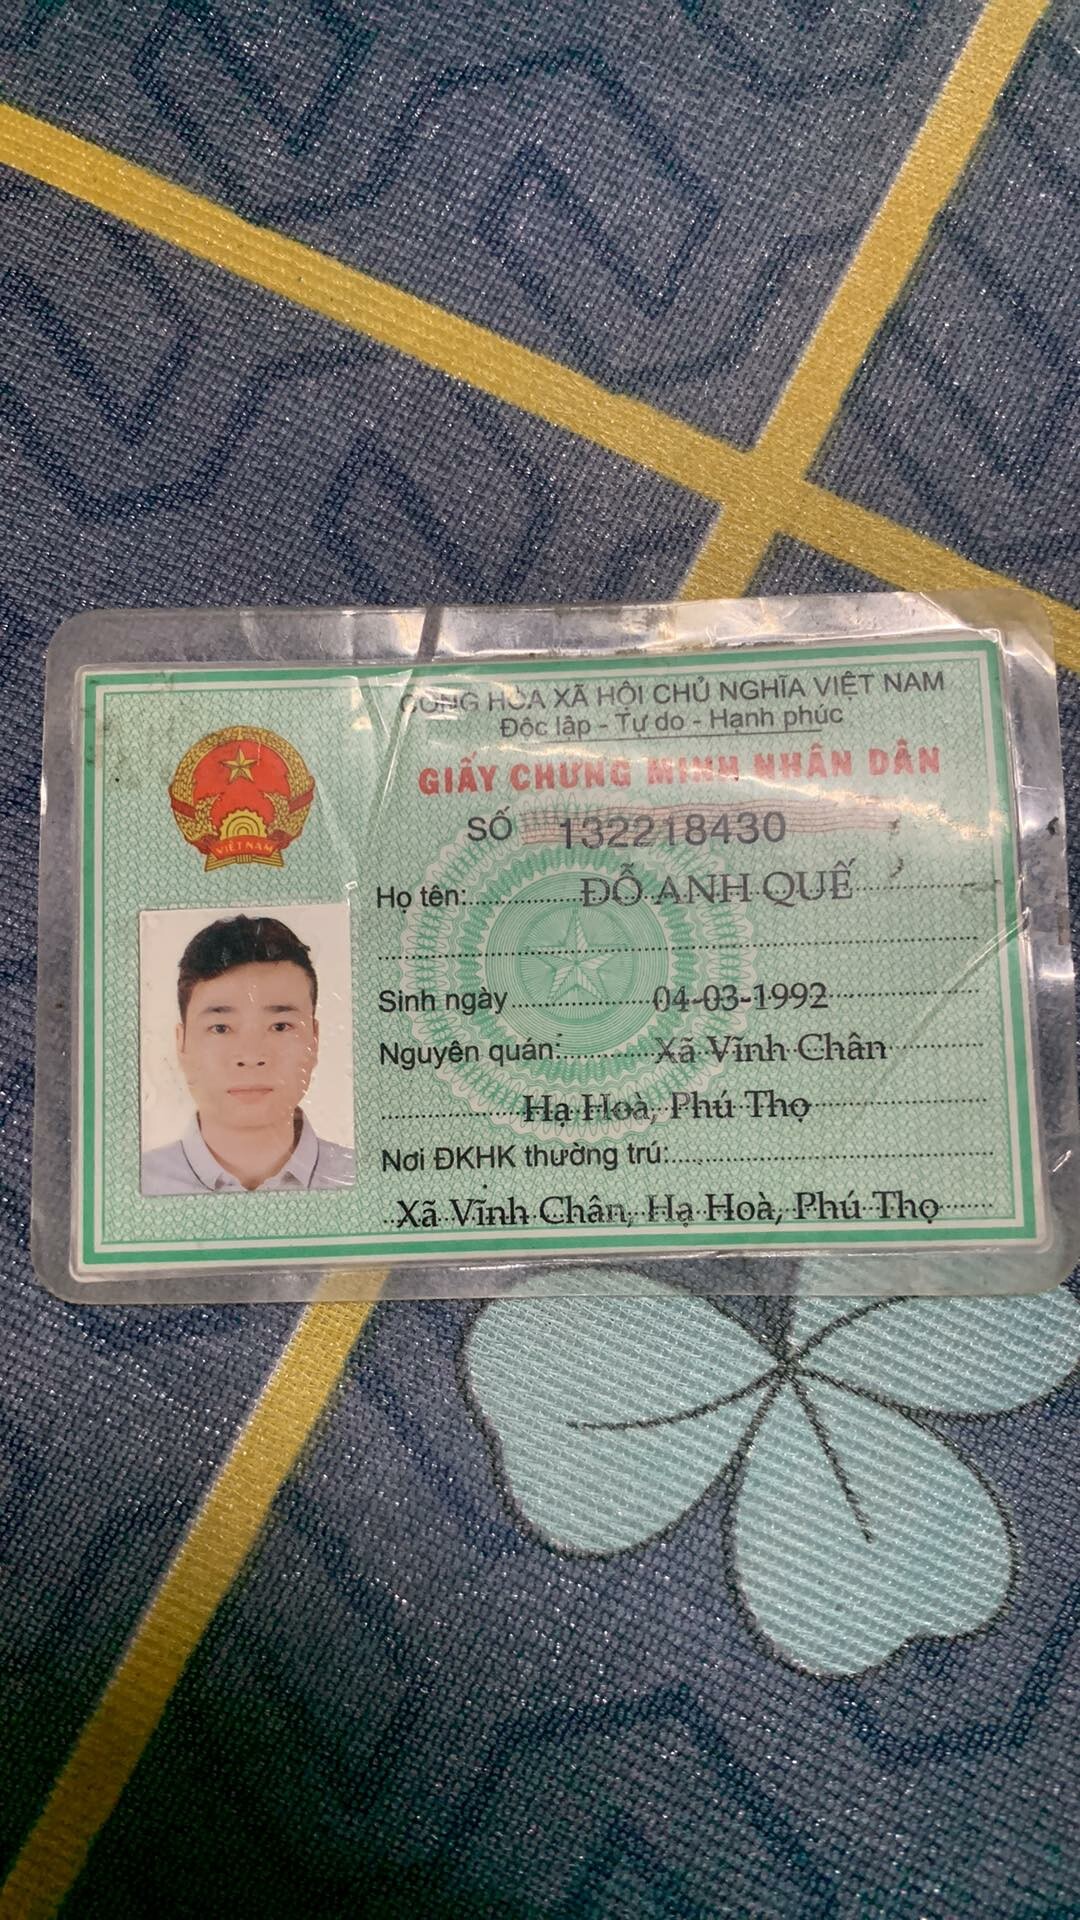 CỘNG HÒA XÃ HỘI CHỦ NGHĨA VIỆT NAM
Độc lập - Tự do - Hạnh phúc
GIẤY CHỨNG MINH NHÂN DÂN
SỐ 132218430
VIỆT NAM
Họ tên: ĐỖ ANH QUẾ
Sinh ngày 04-03-1992
Nguyên quán: Xã Vĩnh Chân
Hạ Hoà, Phú Thọ
Nơi ĐKHK thường trú:
Xã Vĩnh Chân, Hạ Hoà, Phú Thọ